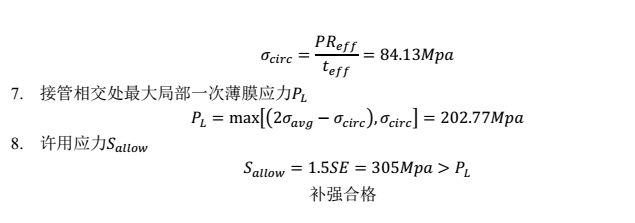 σ_circ = PR_eff / t_eff = 84.13Mpa
7. 接管相交处最大局部一次薄膜应力P_L
P_L = max[(2σ_avg − σ_circ), σ_circ] = 202.77Mpa
8. 许用应力S_allow
S_allow = 1.5SE = 305Mpa > P_L
补强合格